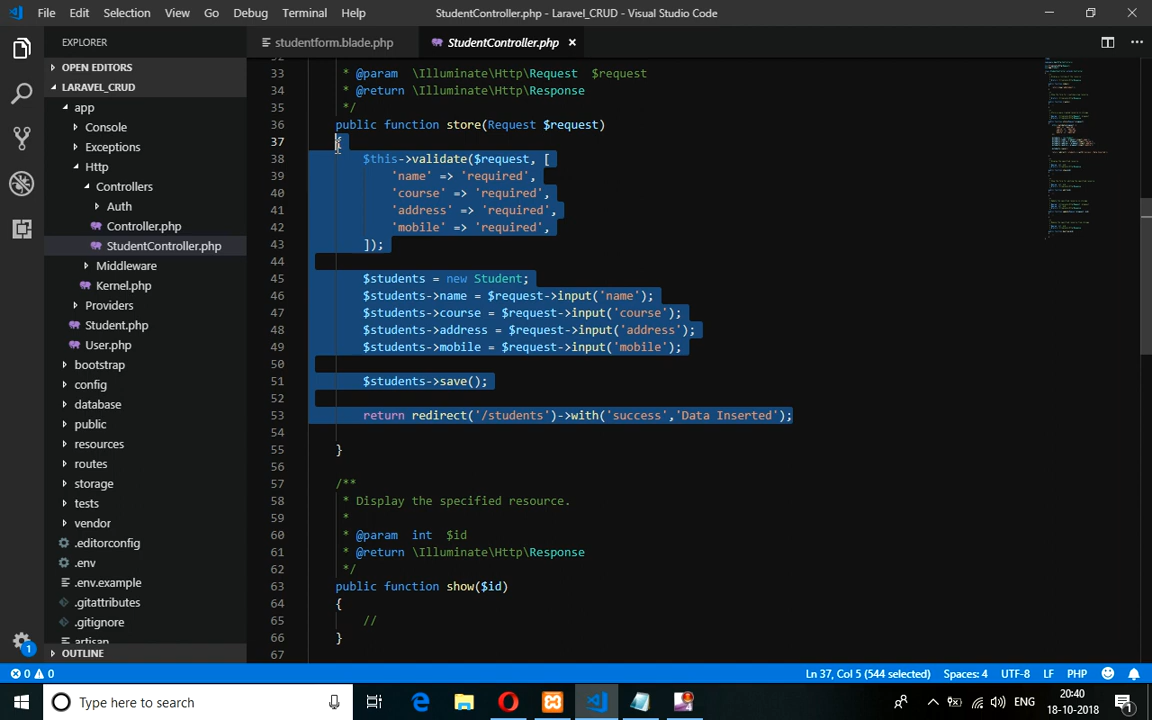 File Edit Selection View Go Debug Terminal Help StudentController.php - Laravel_CRUD - Visual Studio Code
EXPLORER
OPEN EDITORS
LARAVEL_CRUD
app
Console
Exceptions
Http
Controllers
Auth
Controller.php
StudentController.php
Middleware
Kernel.php
Providers
Student.php
User.php
bootstrap
config
database
public
resources
routes
storage
tests
vendor
.editorconfig
.env
.env.example
.gitattributes
.gitignore
artisan
OUTLINE
studentform.blade.php StudentController.php
33 * @param \Illuminate\Http\Request $request
34 * @return \Illuminate\Http\Response
35 */
36 public function store(Request $request)
37 {
38 $this->validate($request, [
39 'name' => 'required',
40 'course' => 'required',
41 'address' => 'required',
42 'mobile' => 'required',
43 ]);
44
45 $students = new Student;
46 $students->name = $request->input('name');
47 $students->course = $request->input('course');
48 $students->address = $request->input('address');
49 $students->mobile = $request->input('mobile');
50
51 $students->save();
52
53 return redirect('/students')->with('success','Data Inserted');
54
55 }
56
57 /**
58 * Display the specified resource.
59 *
60 * @param int $id
61 * @return \Illuminate\Http\Response
62 */
63 public function show($id)
64 {
65 //
66 }
67
0 0 Ln 37, Col 5 (544 selected) Spaces: 4 UTF-8 LF PHP
1
Type here to search
ENG
20:40
18-10-2018
1